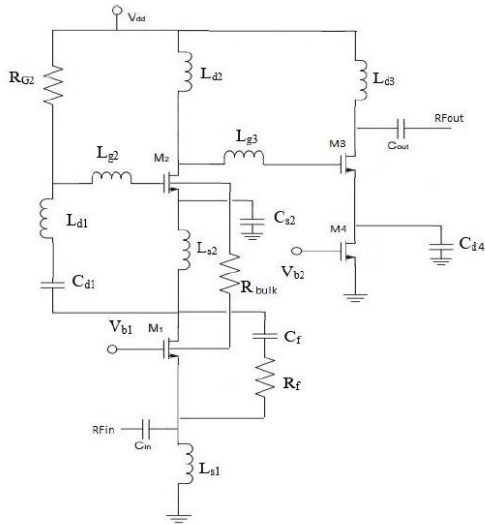 Vdd
RG2
Ld2
Ld3
RFout
Cout
Lg3
M3
Lg2
M2
Ld1
Cs2
M4
Ls2
Cd4
Cd1
Rbulk
Vb2
Vb1
M1
Cf
Rf
RFin
Cin
Ls1